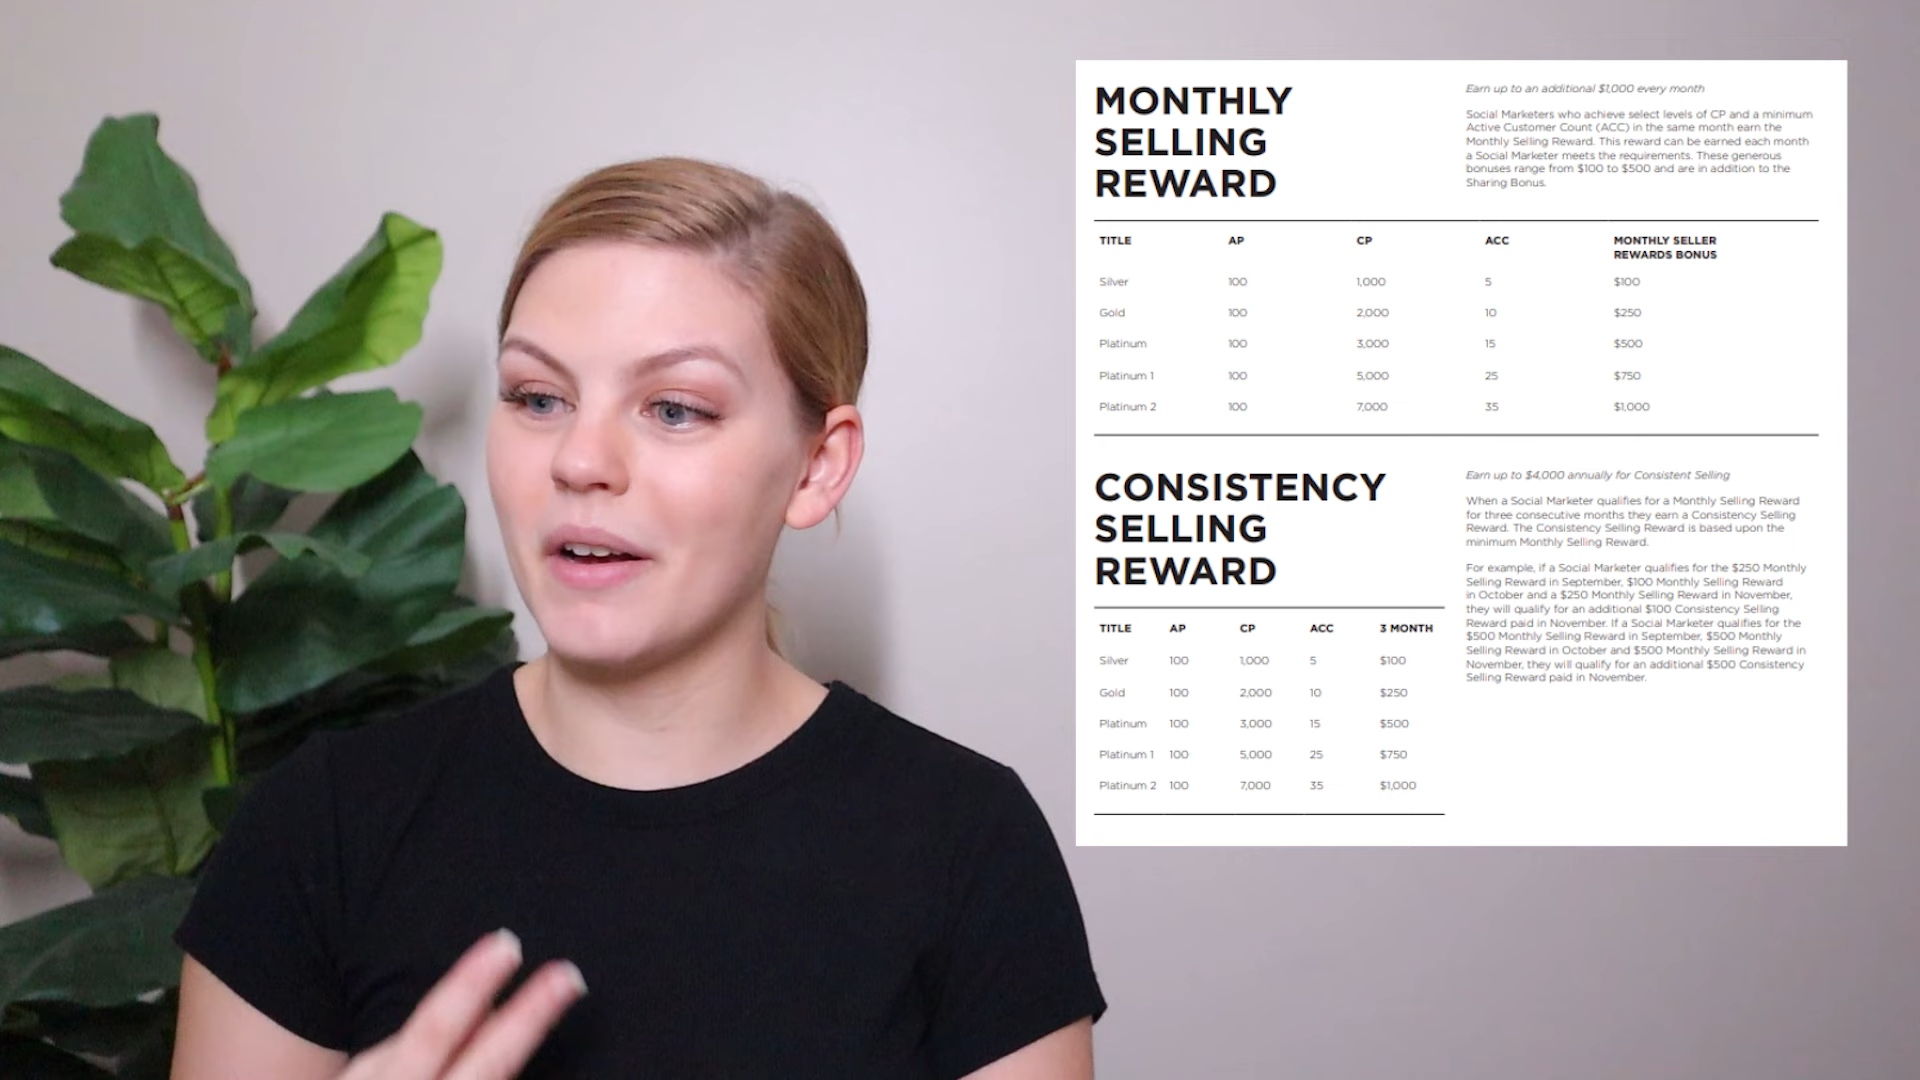 MONTHLY
SELLING
REWARD
Earn up to an additional $1,000 every month
Social Marketers who achieve select levels of CP and a minimum
Active Customer Count (ACC) in the same month earn the
Monthly Selling Reward. This reward can be earned each month
a Social Marketer meets the requirements. These generous
bonuses range from $100 to $500 and are in addition to the
Sharing Bonus.
TITLE AP CP ACC MONTHLY SELLER
REWARDS BONUS
Silver 100 1,000 5 $100
Gold 100 2,000 10 $250
Platinum 100 3,000 15 $500
Platinum 1 100 5,000 25 $750
Platinum 2 100 7,000 35 $1,000
CONSISTENCY
SELLING
REWARD
TITLE AP CP ACC 3 MONTH
Silver 100 1,000 5 $100
Gold 100 2,000 10 $250
Platinum 100 3,000 15 $500
Platinum 1 100 5,000 25 $750
Platinum 2 100 7,000 35 $1,000
Earn up to $4,000 annually for Consistent Selling
When a Social Marketer qualifies for a Monthly Selling Reward
for three consecutive months they earn a Consistency Selling
Reward. The Consistency Selling Reward is based upon the
minimum Monthly Selling Reward.
For example, if a Social Marketer qualifies for the $250 Monthly
Selling Reward in September, $100 Monthly Selling Reward
in October and a $250 Monthly Selling Reward in November,
they will qualify for an additional $100 Consistency Selling
Reward paid in November. If a Social Marketer qualifies for the
$500 Monthly Selling Reward in September, $500 Monthly
Selling Reward in October and $500 Monthly Selling Reward in
November, they will qualify for an additional $500 Consistency
Selling Reward paid in November.